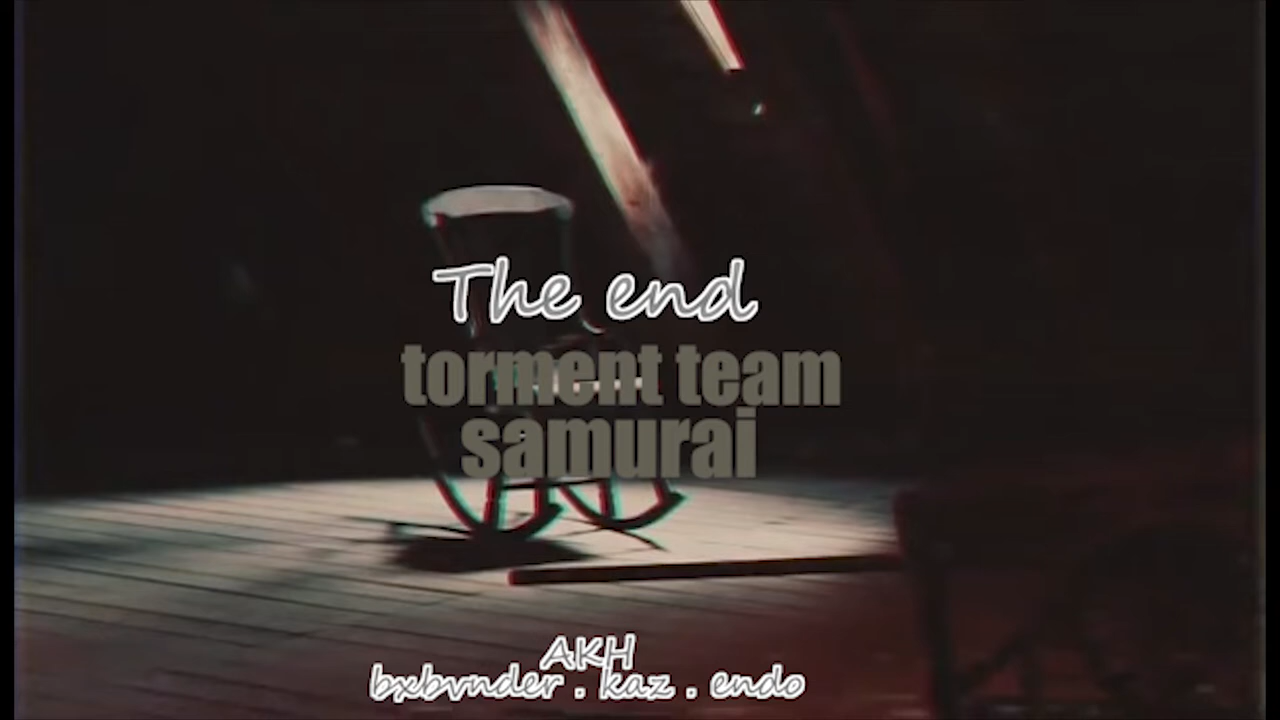 The end
torment team
samurai
AKH
bxbvnder . kaz . endo